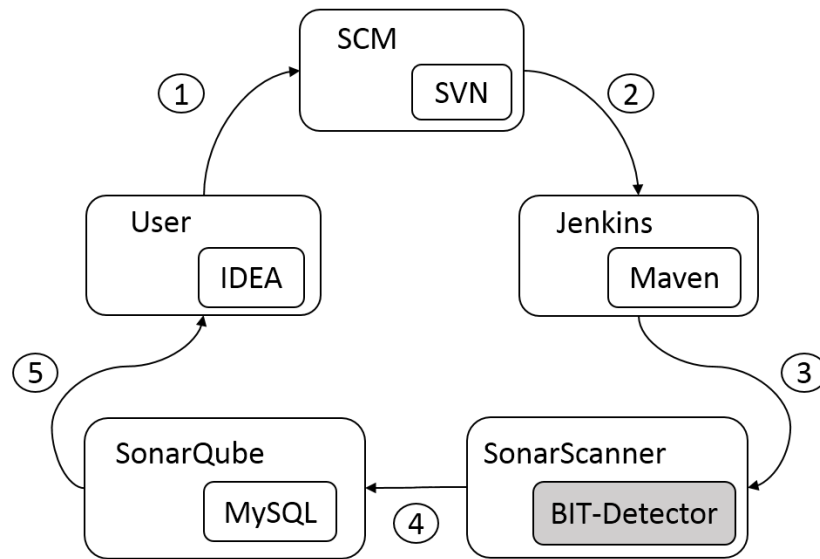 SCM
SVN
1
2
User
IDEA
Jenkins
Maven
5
3
SonarQube
MySQL
4
SonarScanner
BIT-Detector